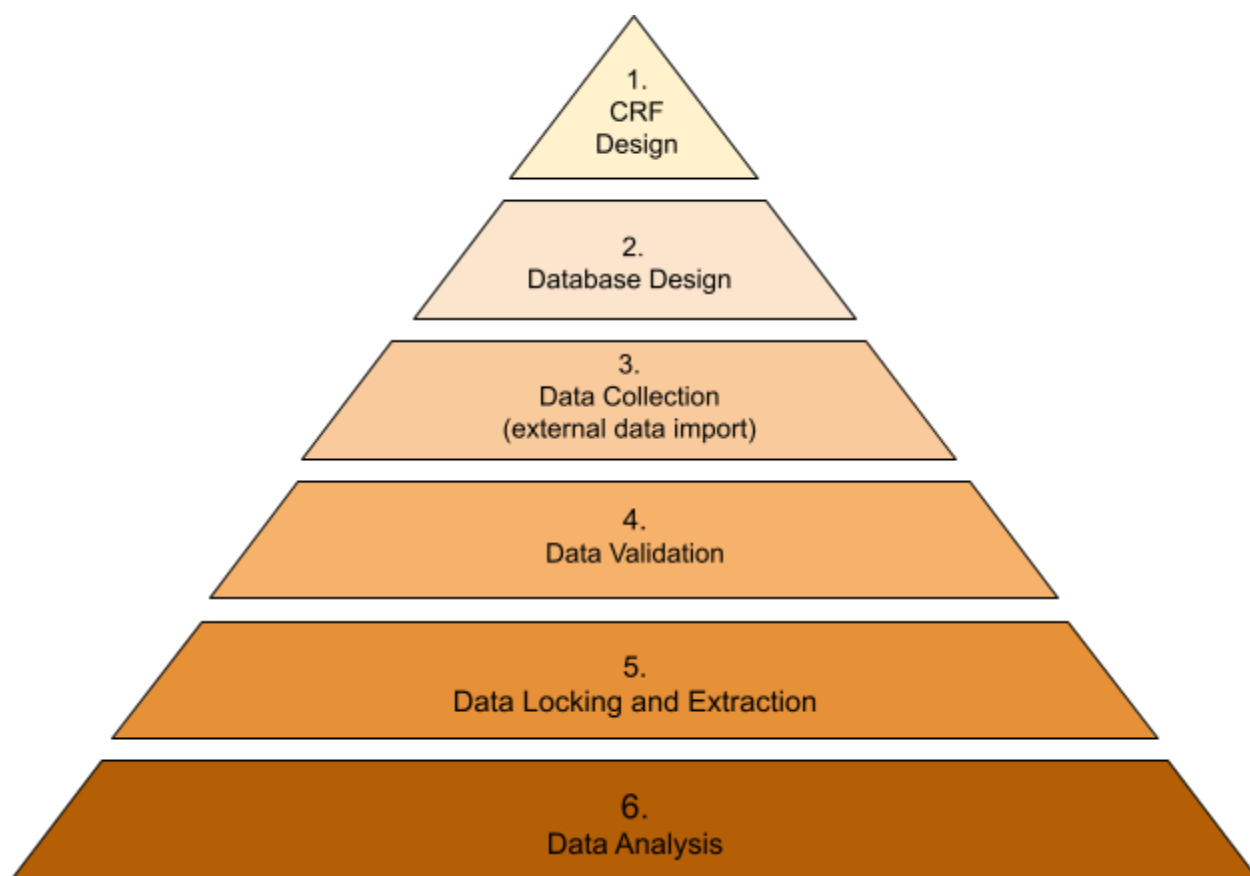 1.
CRF
Design
2.
Database Design
3.
Data Collection
(external data import)
4.
Data Validation
5.
Data Locking and Extraction
6.
Data Analysis